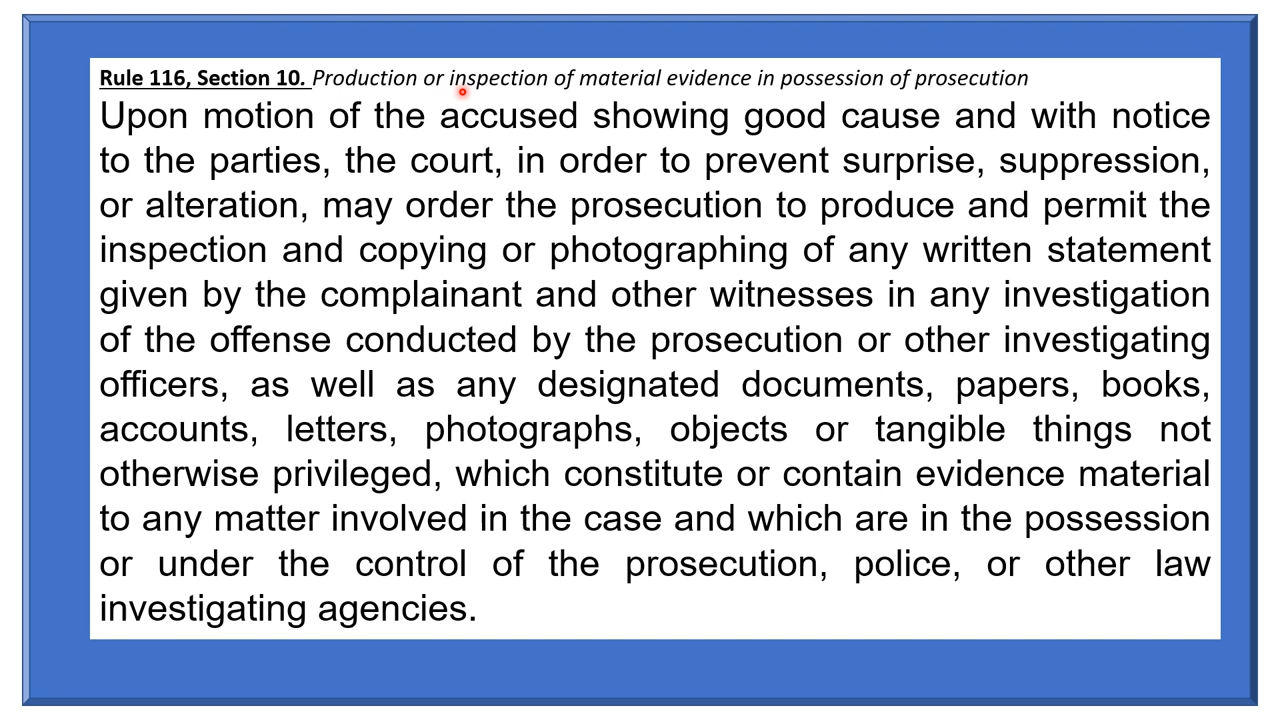 Rule 116, Section 10. Production or inspection of material evidence in possession of prosecution
Upon motion of the accused showing good cause and with notice
to the parties, the court, in order to prevent surprise, suppression,
or alteration, may order the prosecution to produce and permit the
inspection and copying or photographing of any written statement
given by the complainant and other witnesses in any investigation
of the offense conducted by the prosecution or other investigating
officers, as well as any designated documents, papers, books,
accounts, letters, photographs, objects or tangible things not
otherwise privileged, which constitute or contain evidence material
to any matter involved in the case and which are in the possession
or under the control of the prosecution, police, or other law
investigating agencies.